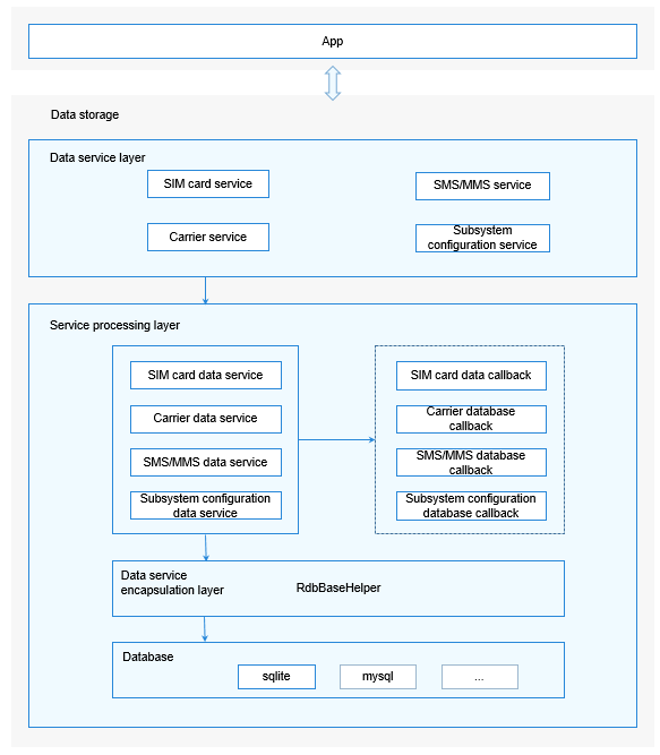 App
Data storage
Data service layer
SIM card service
SMS/MMS service
Carrier service
Subsystem
configuration service
Service processing layer
SIM card data service
SIM card data callback
Carrier data service
Carrier database
callback
SMS/MMS data service
SMS/MMS database
callback
Subsystem configuration
data service
Subsystem configuration
database callback
Data service
encapsulation layer
RdbBaseHelper
Database
sqlite
mysql
...